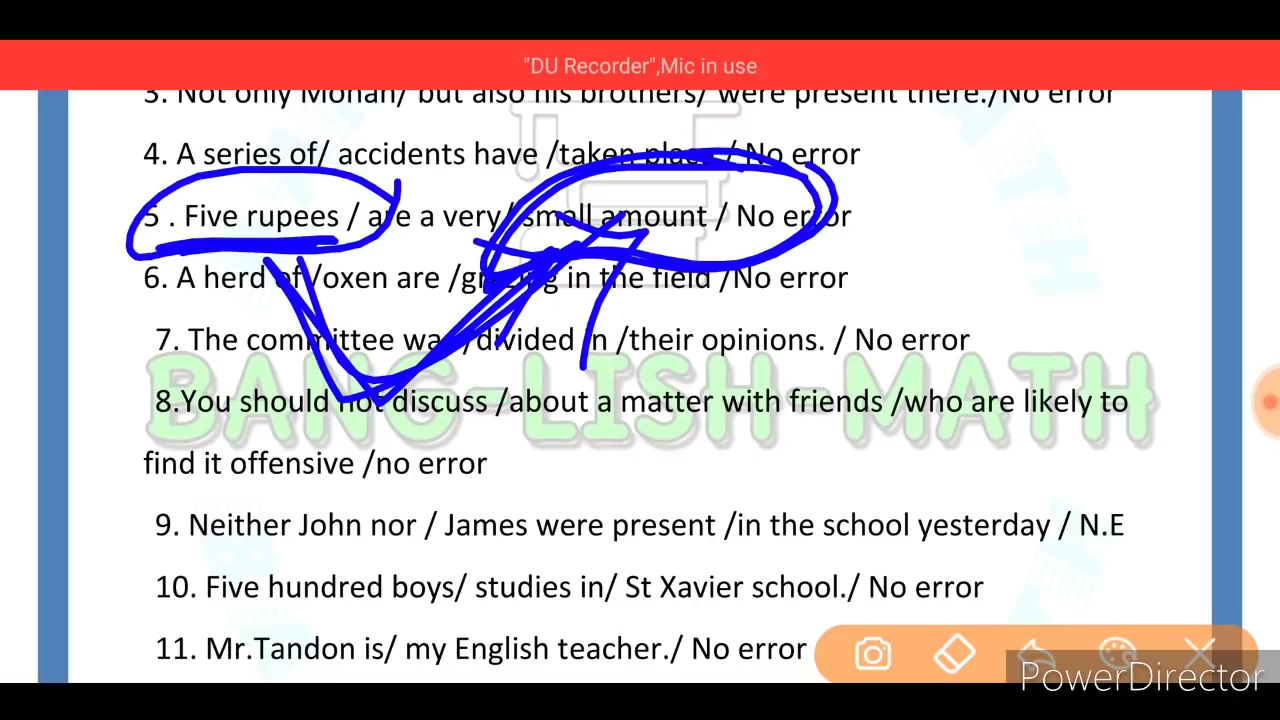 "DU Recorder",Mic in use
3. Not only Mohan/ but also his brothers/ were present there./No error
4. A series of/ accidents have /taken place / No error
5 . Five rupees / are a very/ small amount / No error
6. A herd of /oxen are /grazing in the field /No error
7. The committee was /divided in /their opinions. / No error
BANG-LISH-MATH
8.You should not discuss /about a matter with friends /who are likely to
find it offensive /no error
9. Neither John nor / James were present /in the school yesterday / N.E
10. Five hundred boys/ studies in/ St Xavier school./ No error
11. Mr.Tandon is/ my English teacher./ No error
PowerDirector